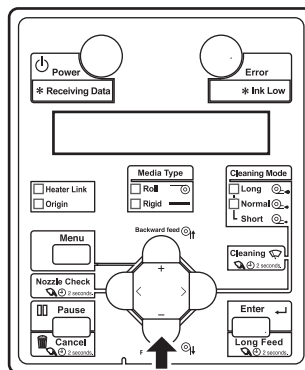 Power
Error
* Receiving Data
* Ink Low
Media Type
Roll
Rigid
Cleaning Mode
Long
Normal
Short
Heater Link
Origin
Menu
Backward feed
+
< >
−
Cleaning
2 seconds
Nozzle Check
2 seconds
Pause
Cancel
2 seconds
Enter
Long Feed
2 seconds
F